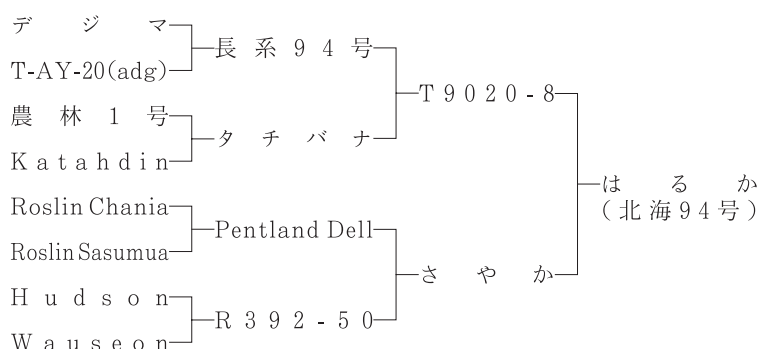 デジマ
T-AY-20(adg)
長系94号
農林1号
Katahdin
タチバナ
T9020-8
Roslin Chania
Roslin Sasumua
Pentland Dell
Hudson
Wauseon
R392-50
さやか
はるか
(北海94号)